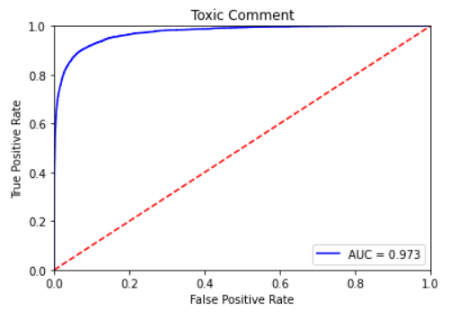 Toxic Comment
True Positive Rate
1.0
0.8
0.6
0.4
0.2
0.0
AUC = 0.973
0.0 0.2 0.4 0.6 0.8 1.0
False Positive Rate